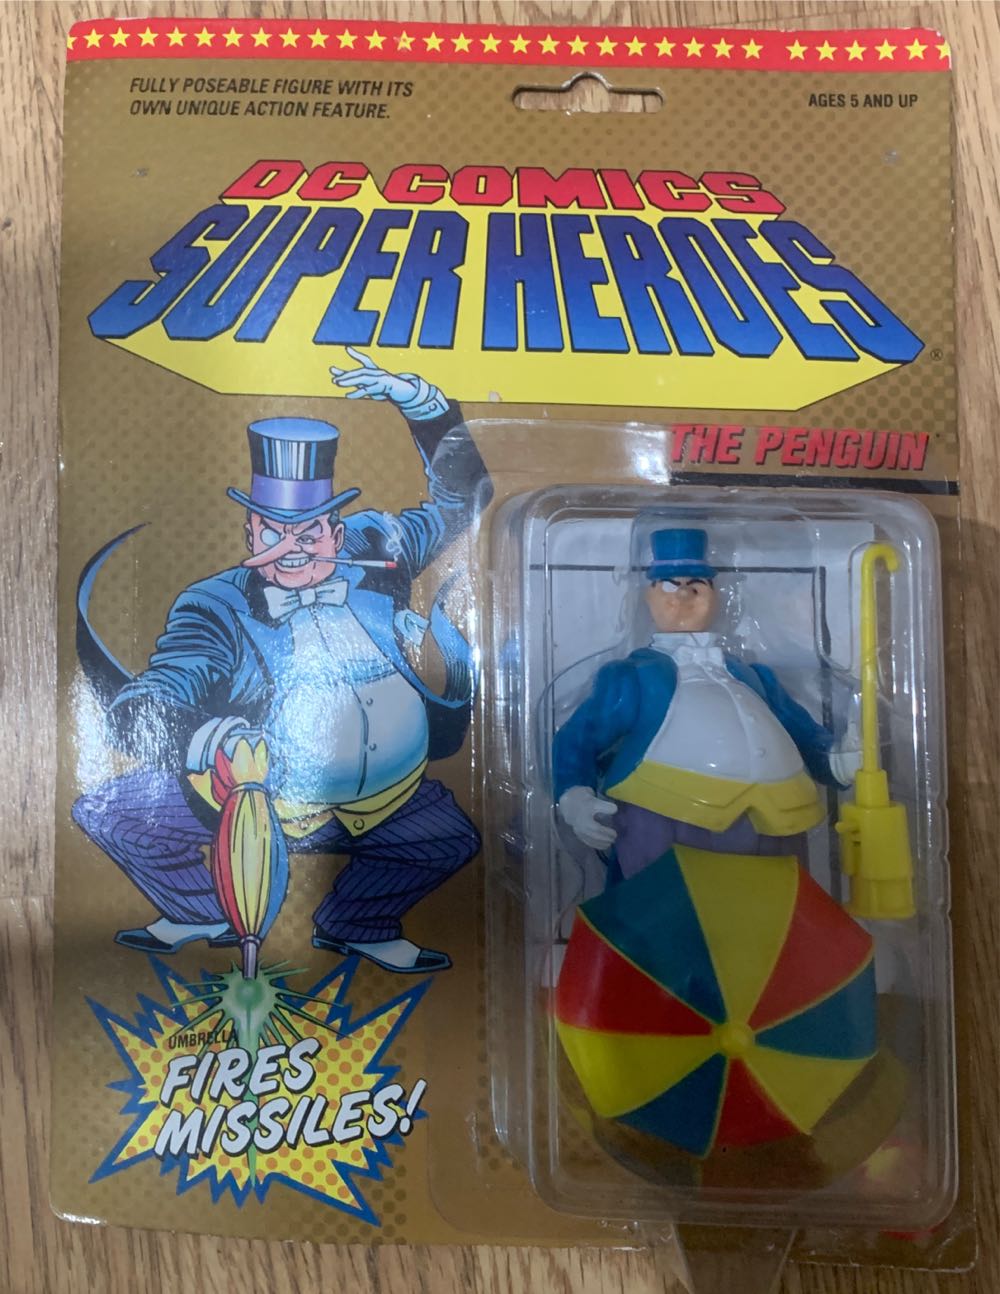 FULLY POSEABLE FIGURE WITH ITS
OWN UNIQUE ACTION FEATURE.
AGES 5 AND UP
DC COMICS
SUPER HEROES®
THE PENGUIN
UMBRELLA
FIRES
MISSILES!